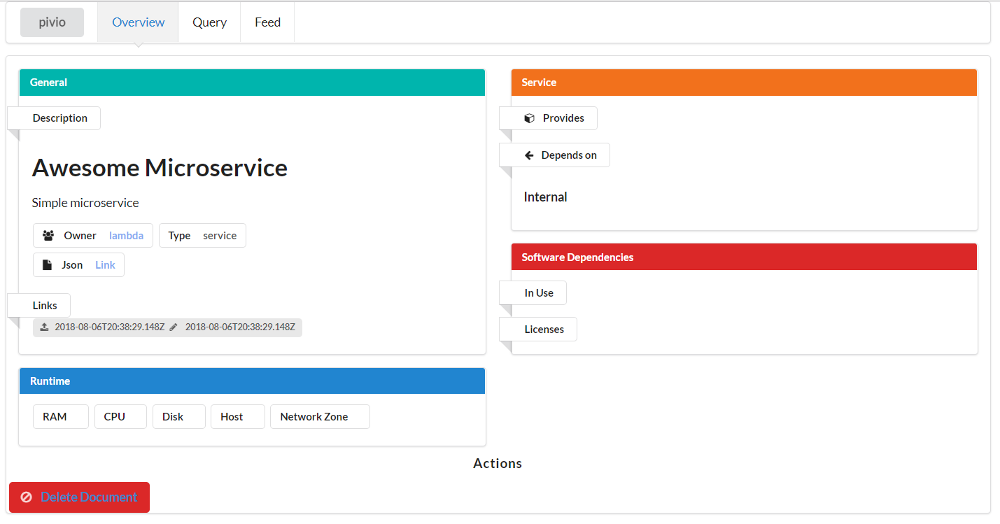 pivio Overview Query Feed
General
Description
Awesome Microservice
Simple microservice
Owner lambda Type service
Json Link
Links
2018-08-06T20:38:29.148Z 2018-08-06T20:38:29.148Z
Runtime
RAM CPU Disk Host Network Zone
Service
Provides
Depends on
Internal
Software Dependencies
In Use
Licenses
Actions
Delete Document